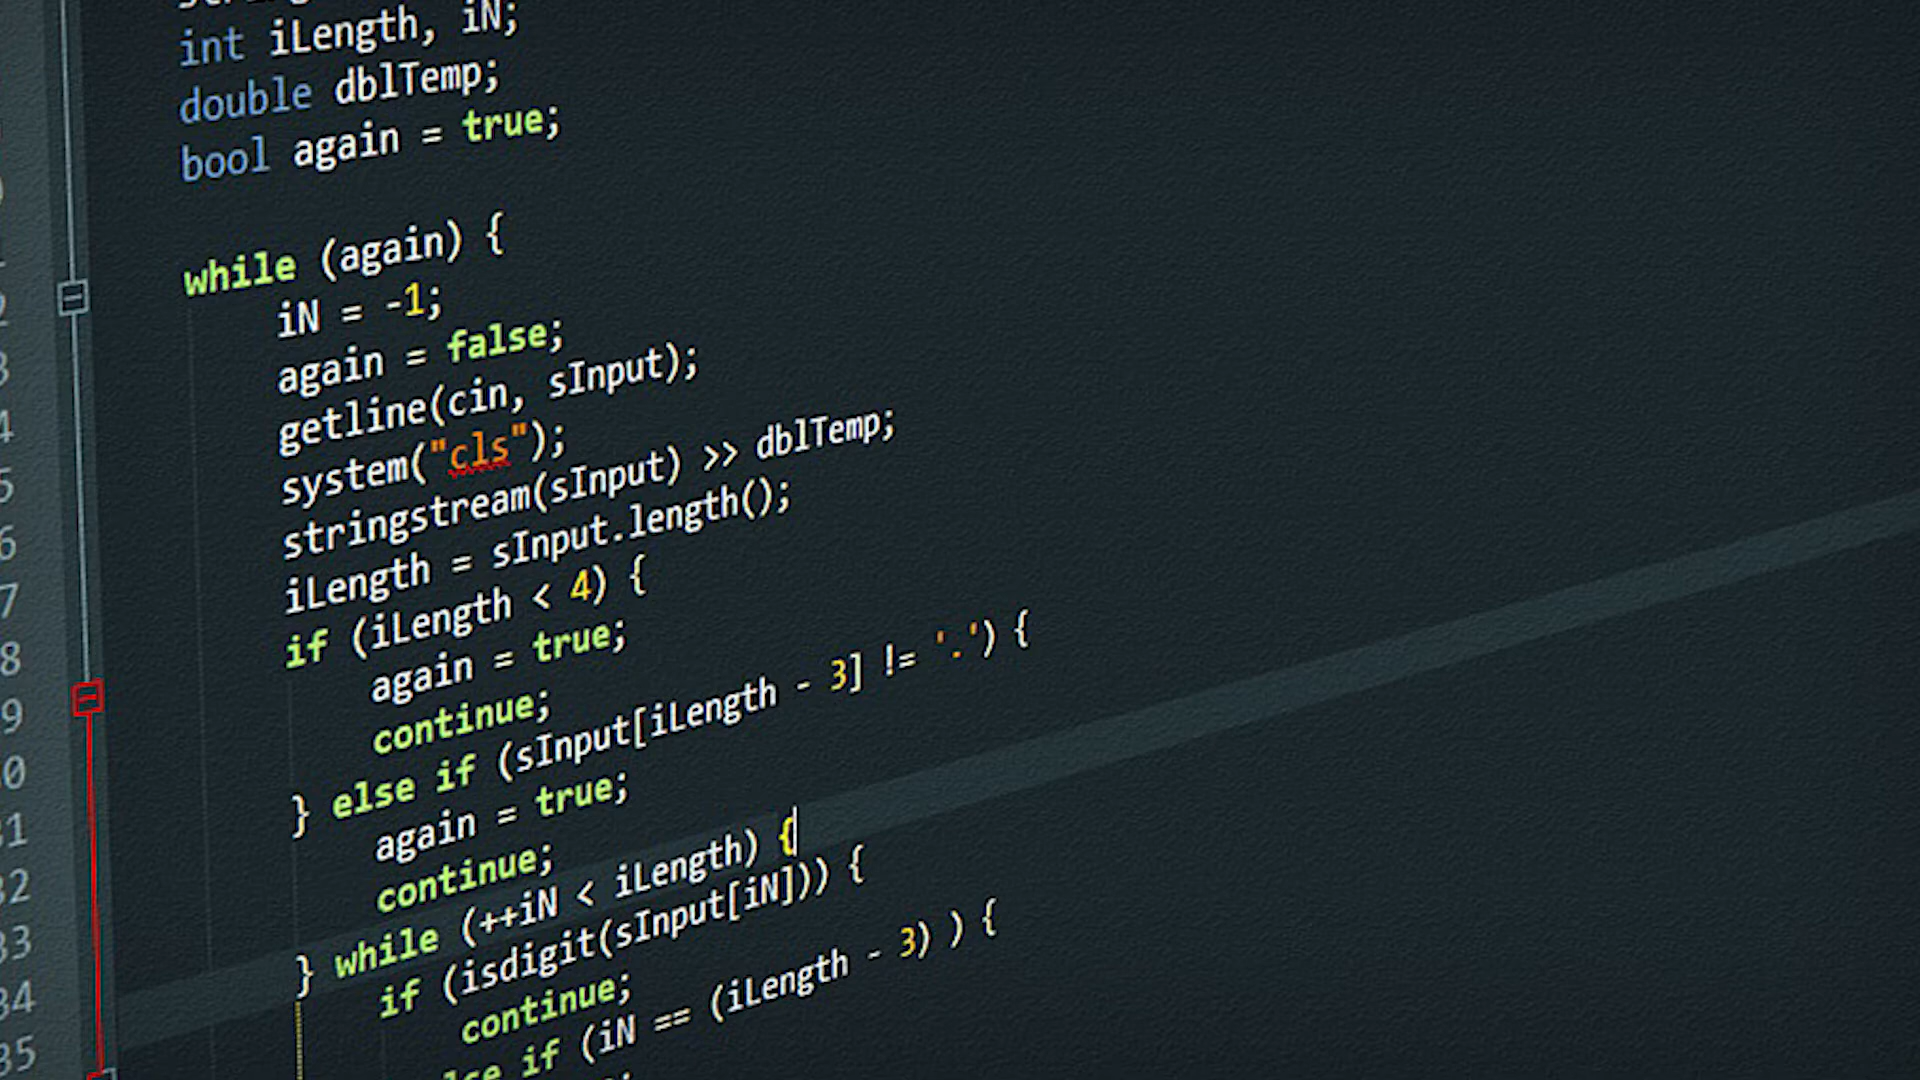 int iLength, iN;
double dblTemp;
bool again = true;
while (again) {
iN = -1;
again = false;
getline(cin, sInput);
system("cls");
stringstream(sInput) >> dblTemp;
iLength = sInput.length();
if (iLength < 4) {
again = true;
continue;
} else if (sInput[iLength - 3] != '.') {
again = true;
continue;
} while (++iN < iLength) {
if (isdigit(sInput[iN])) {
continue;
if (iN == (iLength - 3) ) {